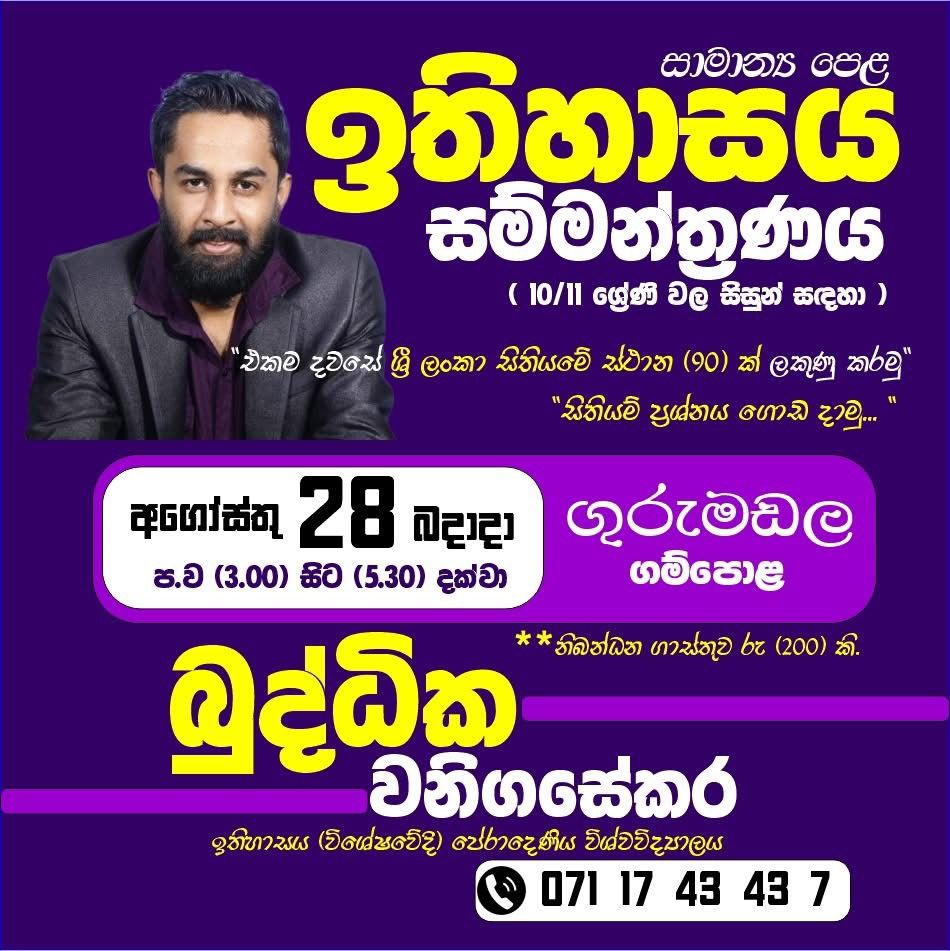 සාමාන්‍ය පෙළ
ඉතිහාසය
සම්මන්ත්‍රණය
( 10/11 ශ්‍රේණි වල සිසුන් සඳහා )
"එකම දවසේ ශ්‍රී ලංකා සිතියමේ ස්ථාන (90) ක් ලකුණු කරමු"
"සිතියම් ප්‍රශ්නය ගොඩ දාමු... "
අගෝස්තු 28 බදාදා
ප.ව (3.00) සිට (5.30) දක්වා
ගුරුමඩල
ගම්පොළ
**නිබන්ධන ගාස්තුව රු (200) කි.
බුද්ධික
වනිගසේකර
ඉතිහාසය (විශේෂවේදී) පේරාදෙණිය විශ්වවිද්‍යාලය
071 17 43 43 7